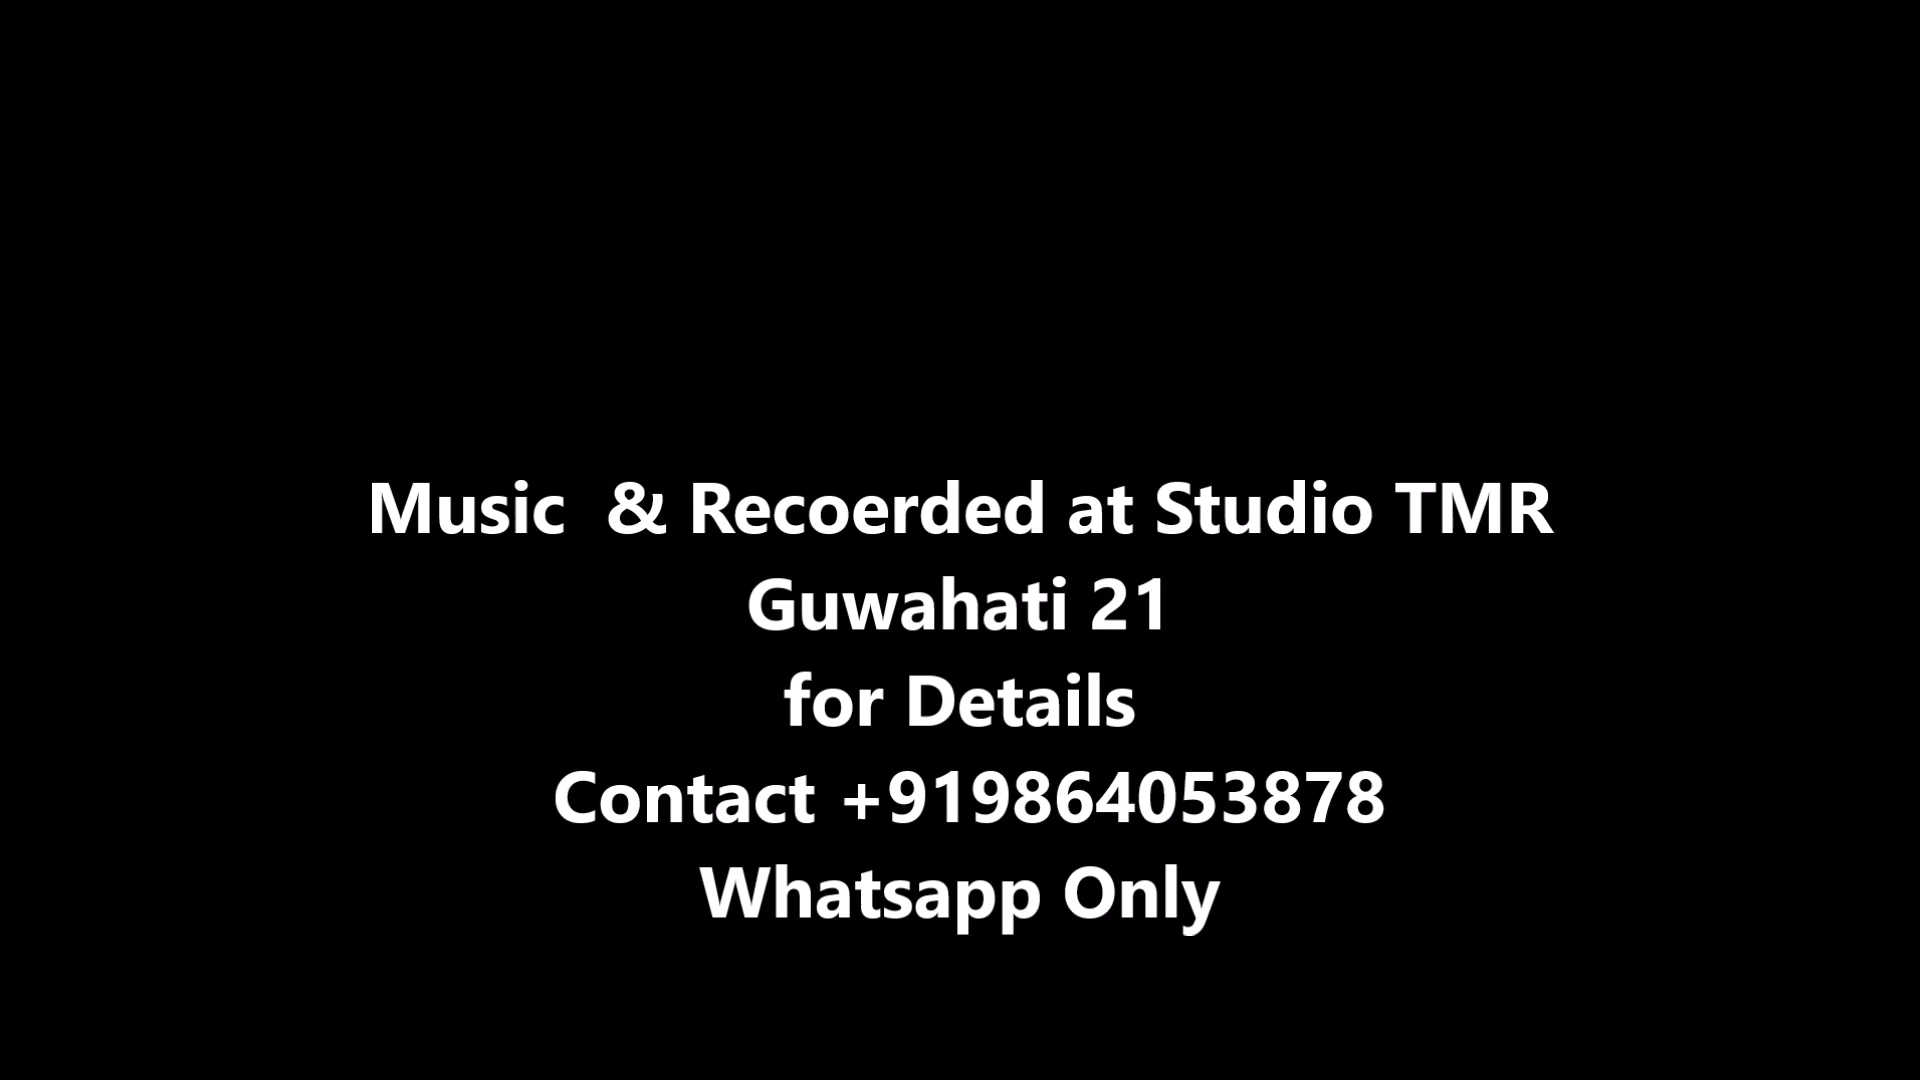 Music  & Recoerded at Studio TMR
Guwahati 21
for Details
Contact +919864053878
Whatsapp Only